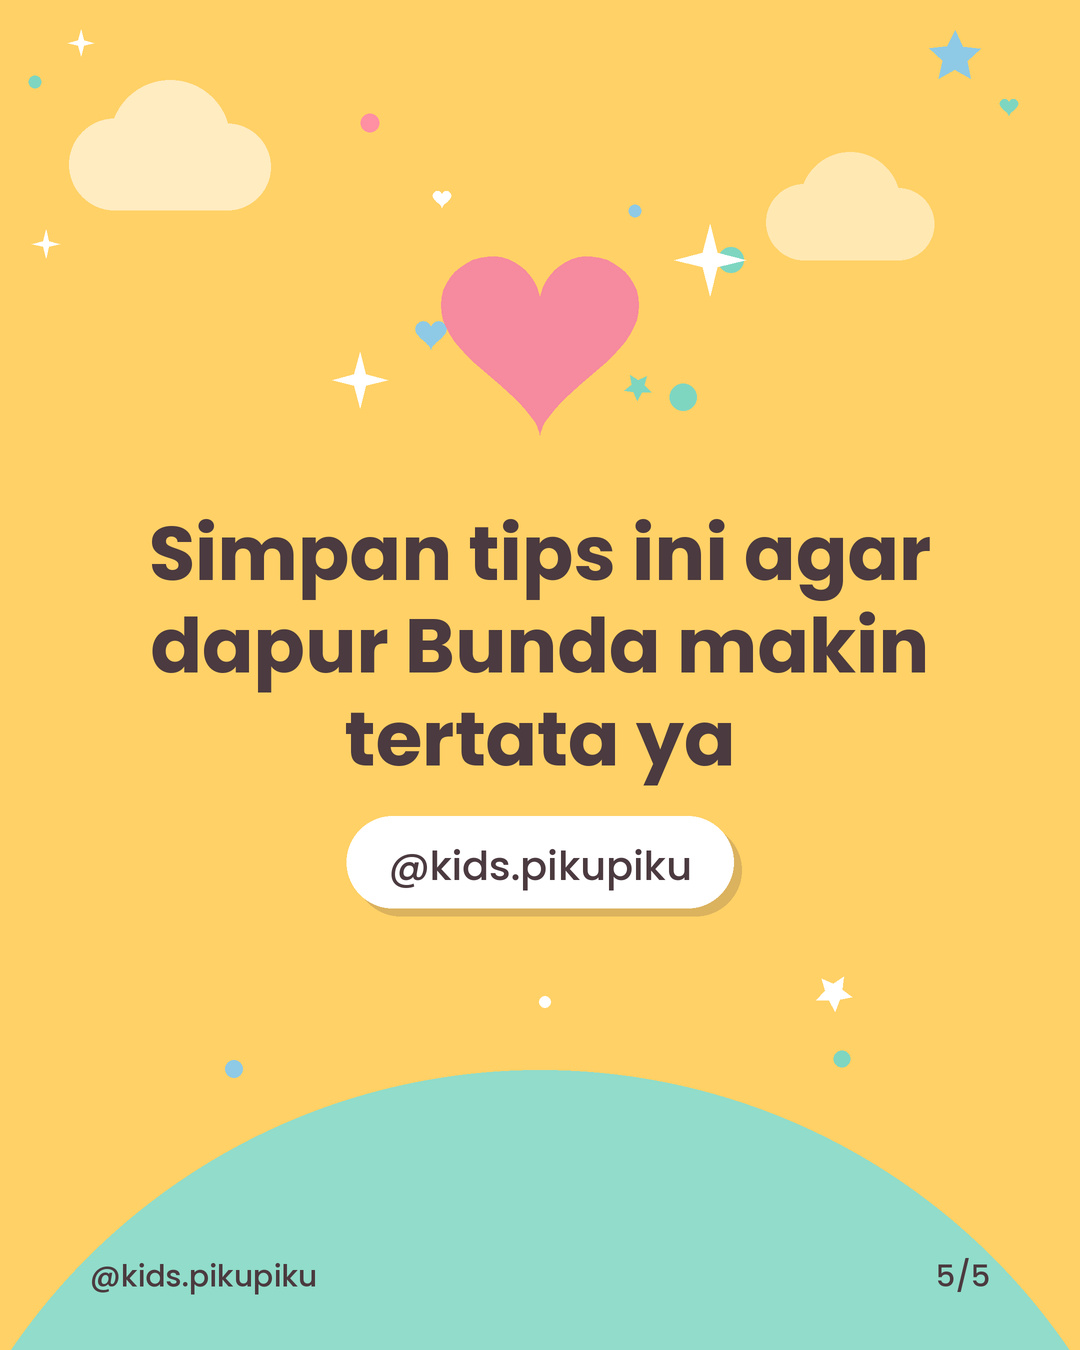 Simpan tips ini agar
dapur Bunda makin
tertata ya
@kids.pikupiku
@kids.pikupiku
5/5